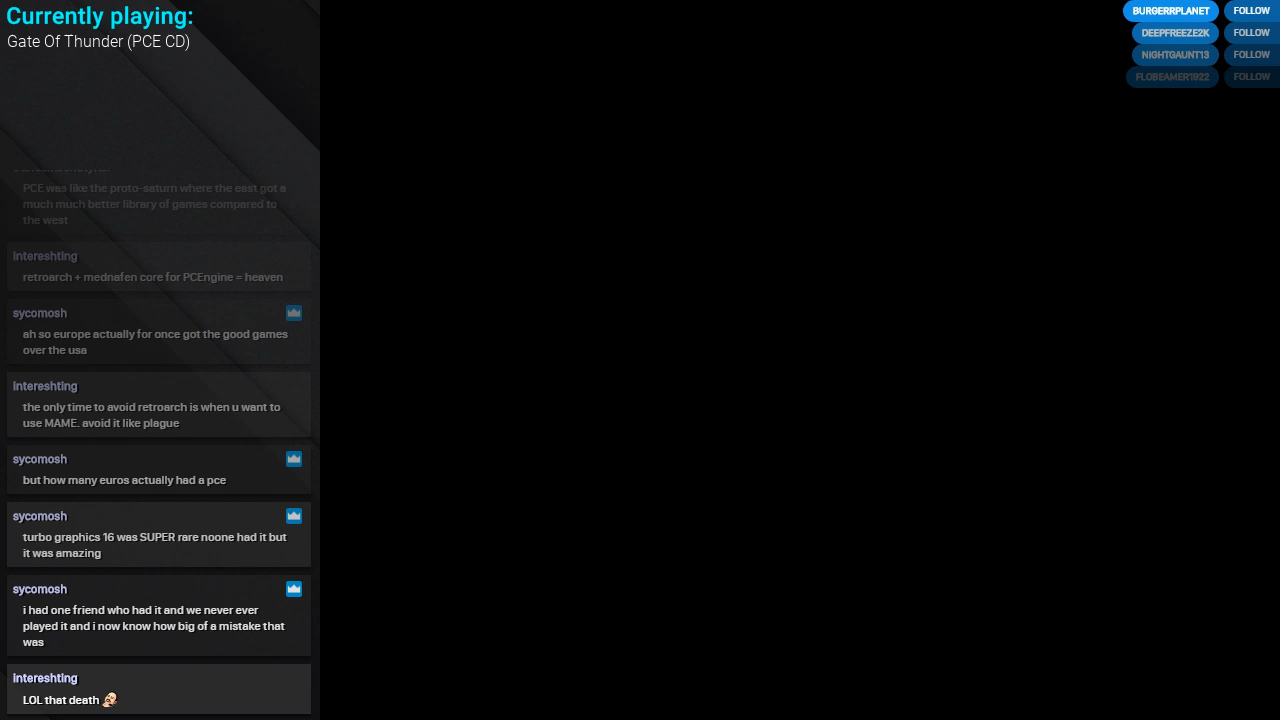 Currently playing:
Gate Of Thunder (PCE CD)
BURGERRPLANET FOLLOW
DEEPFREEZE2K FOLLOW
NIGHTGAUNT13 FOLLOW
FLOBEAMER1922 FOLLOW
PCE was like the proto-saturn where the east got a
much much better library of games compared to
the west
intereshting
retroarch + mednafen core for PCEngine = heaven
sycomosh
ah so europe actually for once got the good games
over the usa
intereshting
the only time to avoid retroarch is when u want to
use MAME. avoid it like plague
sycomosh
but how many euros actually had a pce
sycomosh
turbo graphics 16 was SUPER rare noone had it but
it was amazing
sycomosh
i had one friend who had it and we never ever
played it and i now know how big of a mistake that
was
intereshting
LOL that death